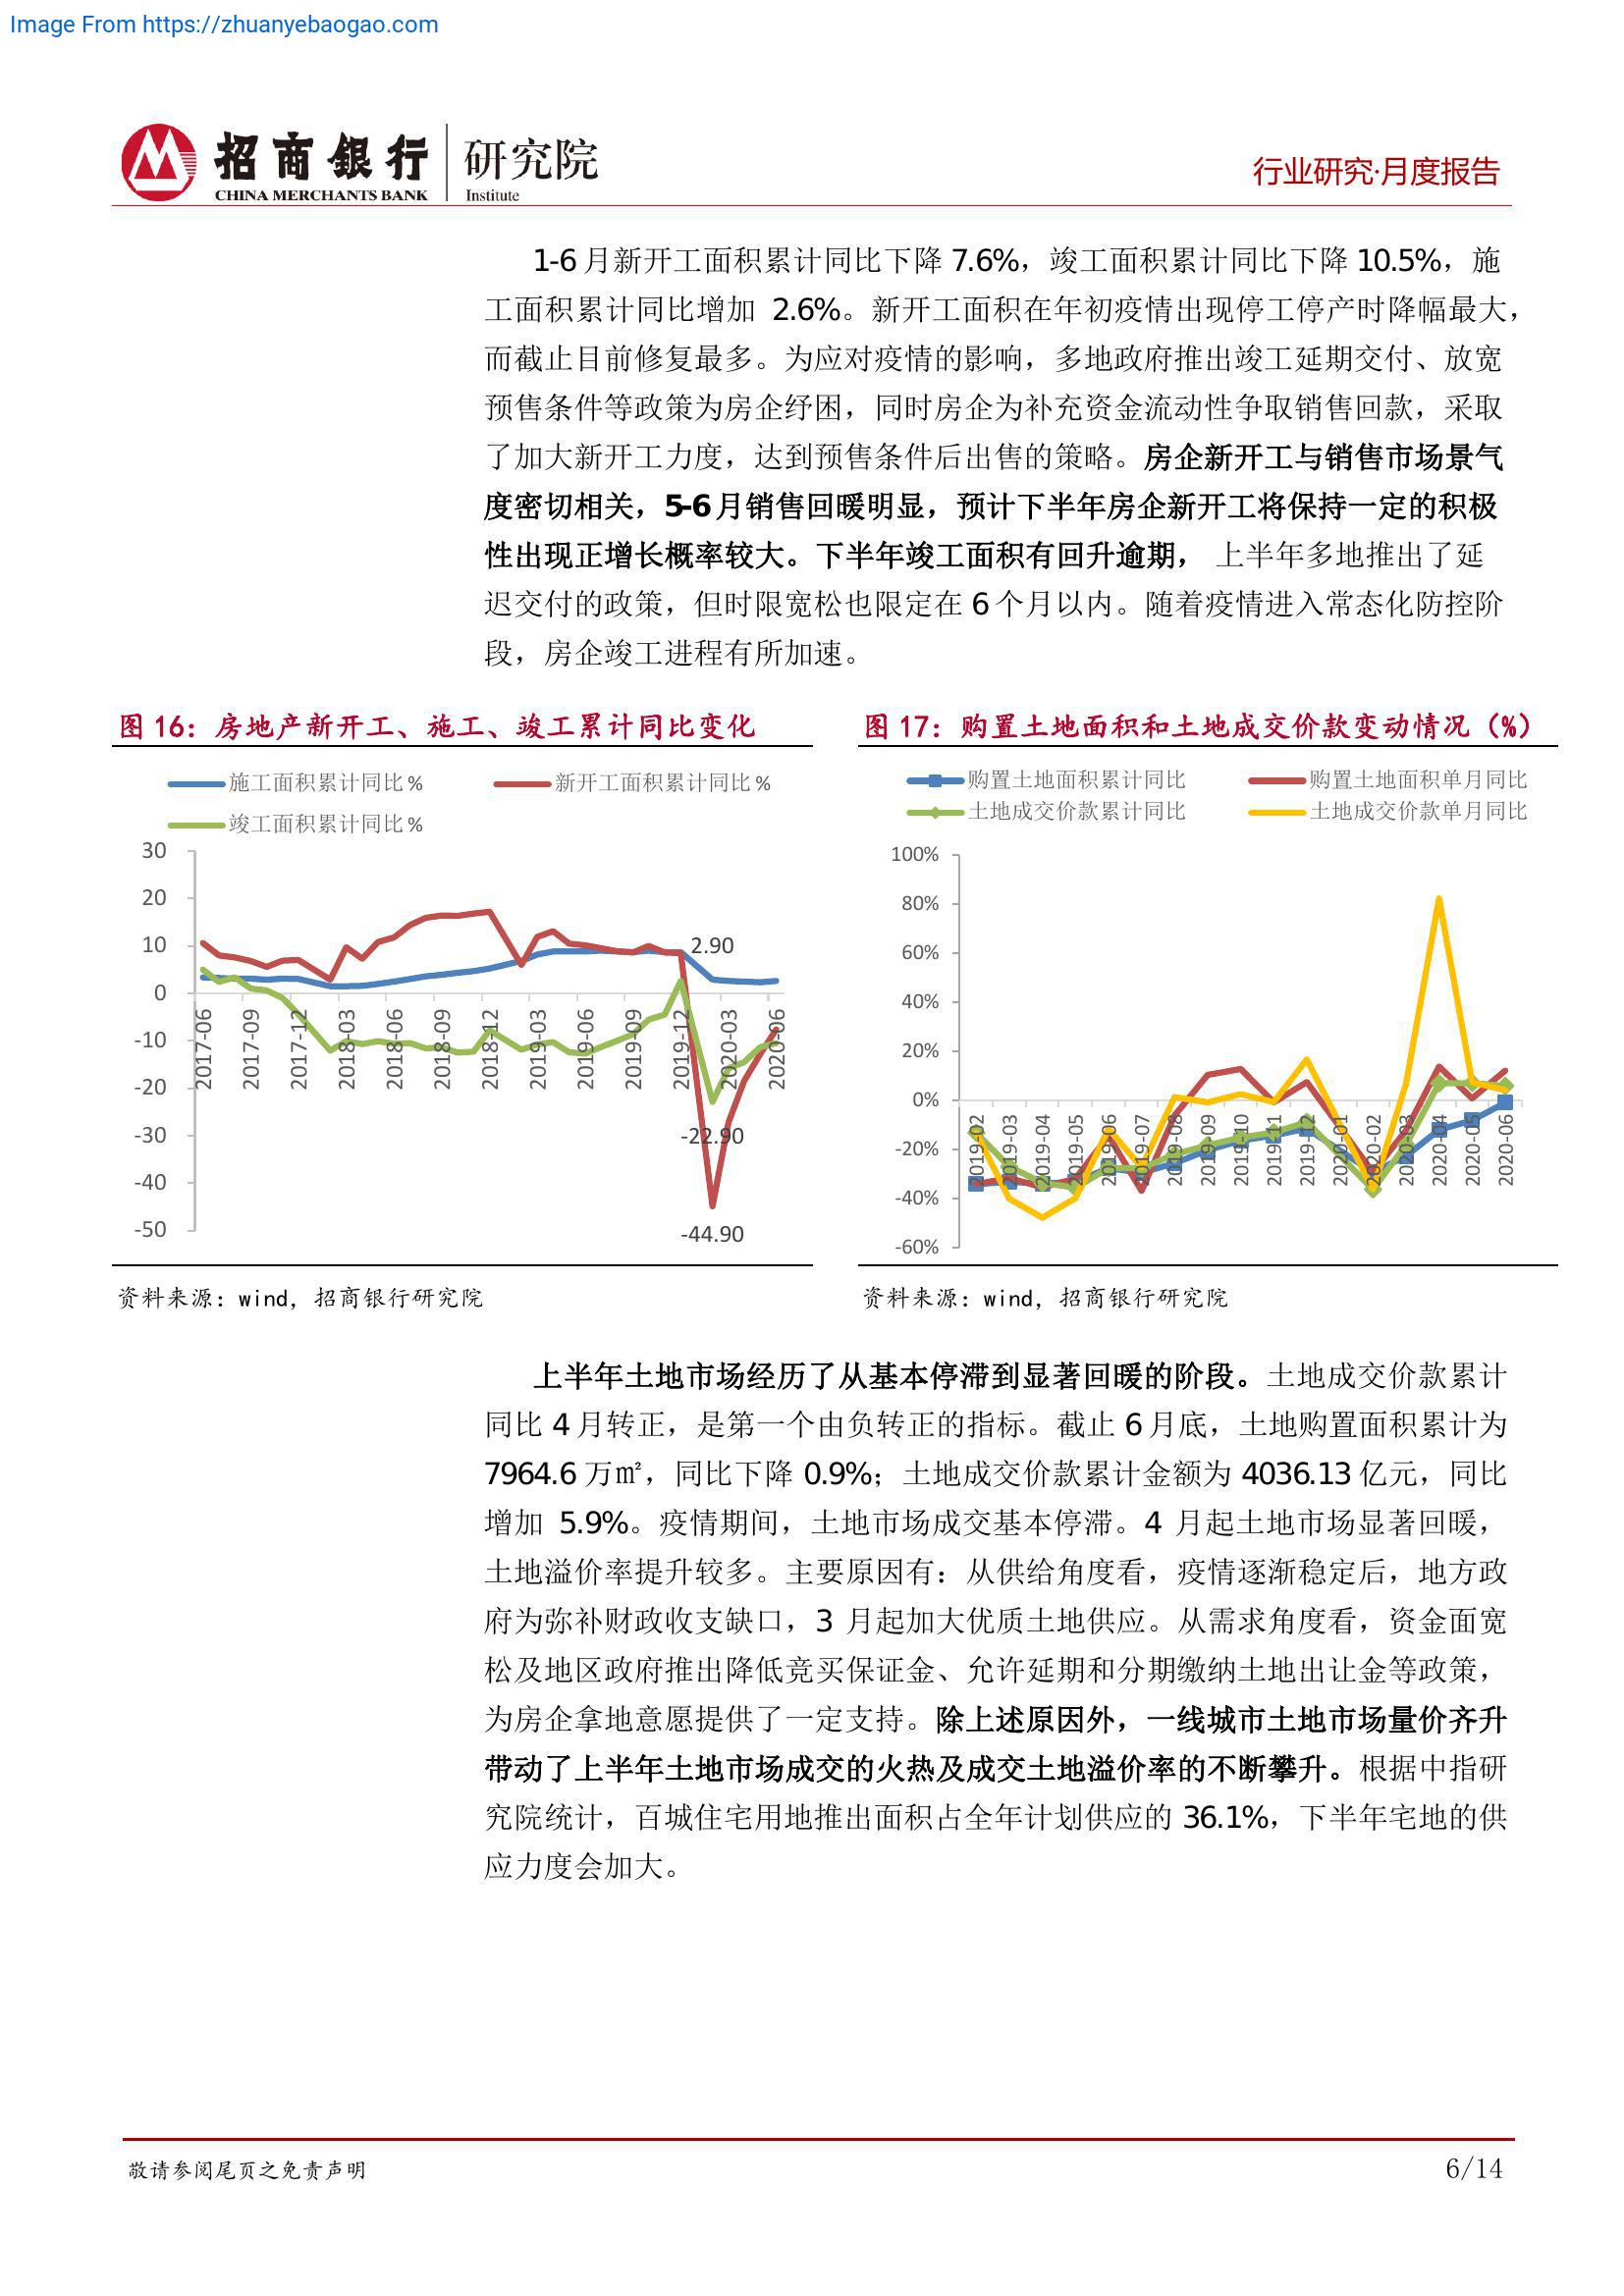 Image From https://zhuanyebaogao.com
招商銀行 研究院
CHINA MERCHANTS BANK Institute
行业研究·月度报告
1-6 月新开工面积累计同比下降 7.6%，竣工面积累计同比下降 10.5%，施
工面积累计同比增加 2.6%。新开工面积在年初疫情出现停工停产时降幅最大，
而截止目前修复最多。为应对疫情的影响，多地政府推出竣工延期交付、放宽
预售条件等政策为房企纾困，同时房企为补充资金流动性争取销售回款，采取
了加大新开工力度，达到预售条件后出售的策略。房企新开工与销售市场景气
度密切相关，5-6 月销售回暖明显，预计下半年房企新开工将保持一定的积极
性出现正增长概率较大。下半年竣工面积有回升逾期， 上半年多地推出了延
迟交付的政策，但时限宽松也限定在 6 个月以内。随着疫情进入常态化防控阶
段，房企竣工进程有所加速。
图 16：房地产新开工、施工、竣工累计同比变化
施工面积累计同比% 新开工面积累计同比%
竣工面积累计同比%
30
20
10
0
-10
-20
-30
-40
-50
2.90
-22.90
-44.90
2017-06 2017-09 2017-12 2018-03 2018-06 2018-09 2018-12 2019-03 2019-06 2019-09 2019-12 2020-03 2020-06
资料来源：wind，招商银行研究院
图 17：购置土地面积和土地成交价款变动情况（%）
购置土地面积累计同比 购置土地面积单月同比
土地成交价款累计同比 土地成交价款单月同比
100%
80%
60%
40%
20%
0%
-20%
-40%
-60%
2019-02 2019-03 2019-04 2019-05 2019-06 2019-07 2019-08 2019-09 2019-10 2019-11 2019-12 2020-01 2020-02 2020-03 2020-04 2020-05 2020-06
资料来源：wind，招商银行研究院
上半年土地市场经历了从基本停滞到显著回暖的阶段。土地成交价款累计
同比 4 月转正，是第一个由负转正的指标。截止 6 月底，土地购置面积累计为
7964.6 万㎡，同比下降 0.9%；土地成交价款累计金额为 4036.13 亿元，同比
增加 5.9%。疫情期间，土地市场成交基本停滞。4 月起土地市场显著回暖，
土地溢价率提升较多。主要原因有：从供给角度看，疫情逐渐稳定后，地方政
府为弥补财政收支缺口，3 月起加大优质土地供应。从需求角度看，资金面宽
松及地区政府推出降低竞买保证金、允许延期和分期缴纳土地出让金等政策，
为房企拿地意愿提供了一定支持。除上述原因外，一线城市土地市场量价齐升
带动了上半年土地市场成交的火热及成交土地溢价率的不断攀升。根据中指研
究院统计，百城住宅用地推出面积占全年计划供应的 36.1%，下半年宅地的供
应力度会加大。
敬请参阅尾页之免责声明
6/14